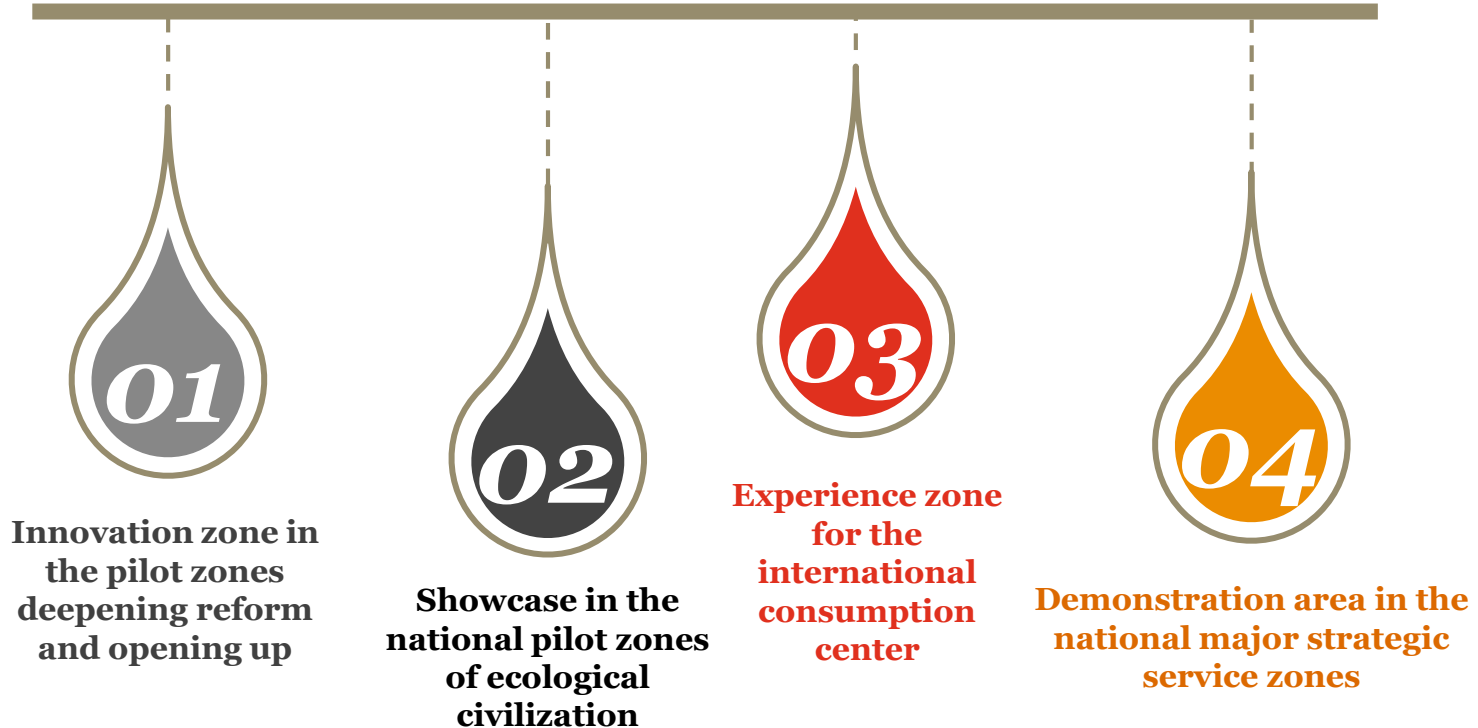 01
Innovation zone in
the pilot zones
deepening reform
and opening up
02
Showcase in the
national pilot zones
of ecological
civilization
03
Experience zone
for the
international
consumption
center
04
Demonstration area in the
national major strategic
service zones